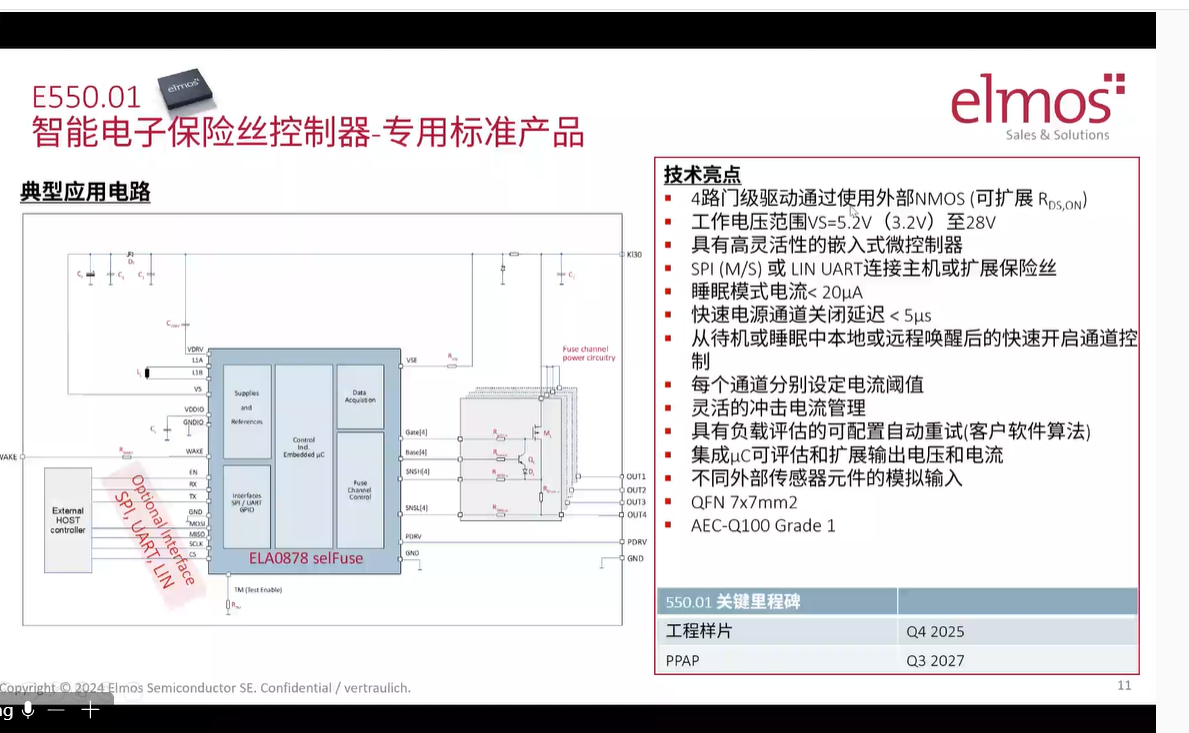 E550.01
elmos
智能电子保险丝控制器-专用标准产品
elmos
Sales & Solutions
典型应用电路
KI30
VDRV
L1A
L1B
VS
VDDIO
GNDIO
WAKE
WAKE
EN
RX
TX
GND
MOSI
MISO
SCLK
CS
External
HOST
controller
Optional Interface
SPI, UART, LIN
Supplies
and
References
Interfaces
SPI / UART
GPIO
Control
incl.
Embedded µC
Data
Acquisition
Fuse
Channel
Control
ELA0878 selFuse
TM (Test Enable)
VSE
Gate[4]
Base[4]
SNSH[4]
SNSL[4]
PDRV
GND
Fuse channel
power circuitry
OUT1
OUT2
OUT3
OUT4
PDRV
GND
技术亮点
4路门级驱动通过使用外部NMOS (可扩展 RDS,ON)
工作电压范围VS=5.2V（3.2V）至28V
具有高灵活性的嵌入式微控制器
SPI (M/S) 或 LIN UART连接主机或扩展保险丝
睡眠模式电流< 20µA
快速电源通道关闭延迟 < 5µs
从待机或睡眠中本地或远程唤醒后的快速开启通道控
制
每个通道分别设定电流阈值
灵活的冲击电流管理
具有负载评估的可配置自动重试(客户软件算法)
集成µC可评估和扩展输出电压和电流
不同外部传感器元件的模拟输入
QFN 7x7mm2
AEC-Q100 Grade 1
550.01 关键里程碑
工程样片 Q4 2025
PPAP Q3 2027
Copyright © 2024 Elmos Semiconductor SE. Confidential / vertraulich.
11
ng